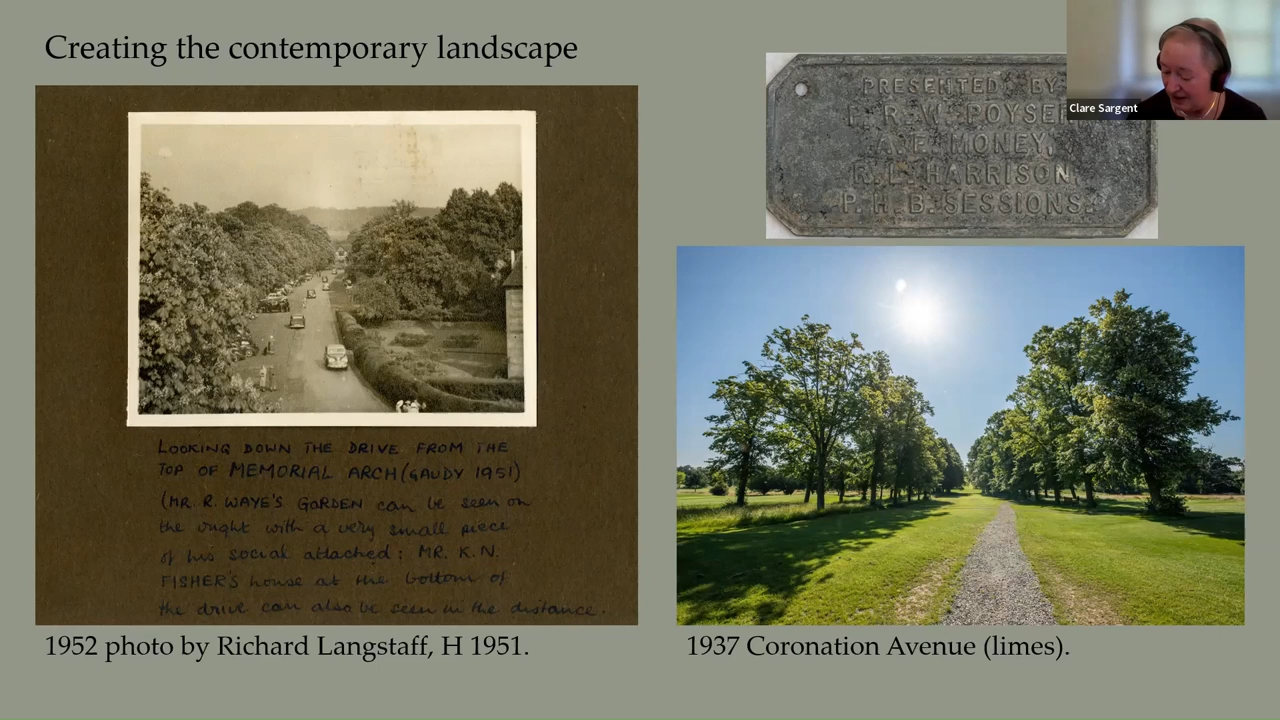 Creating the contemporary landscape
LOOKING DOWN THE DRIVE FROM THE
TOP OF MEMORIAL ARCH (GAUDY 1951)
(MR. R. WAYE'S GARDEN can be seen on
the right with a very small piece
of his social attached: MR. K.N.
FISHER'S house at the bottom of
the drive can also be seen in the distance.
1952 photo by Richard Langstaff, H 1951.
PRESENTED BY
R. W. POYSER
A. F. MONEY,
R. L. HARRISON,
P. H. B. SESSIONS.
1937 Coronation Avenue (limes).
Clare Sargent